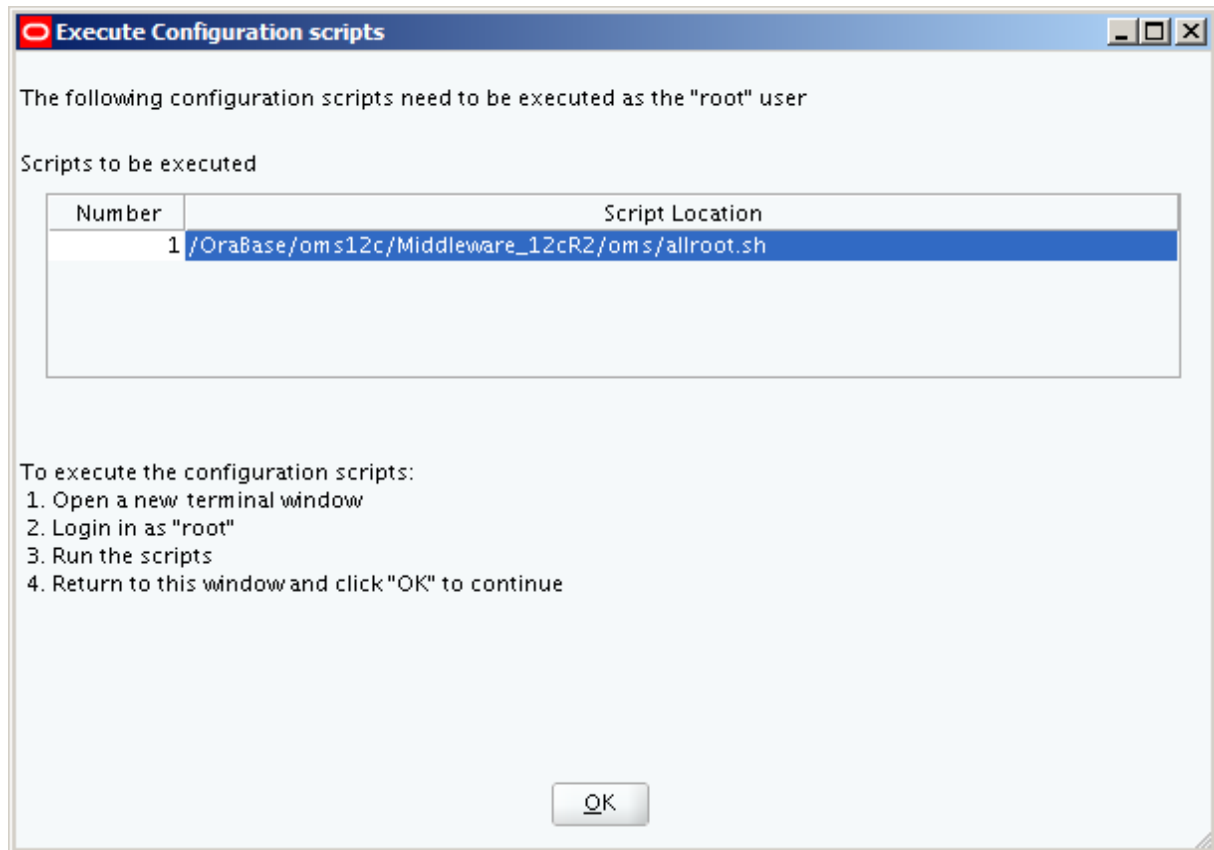 Execute Configuration scripts
The following configuration scripts need to be executed as the "root" user
Scripts to be executed
Number Script Location
1 /OraBase/oms12c/Middleware_12cR2/oms/allroot.sh
To execute the configuration scripts:
1. Open a new terminal window
2. Login in as "root"
3. Run the scripts
4. Return to this window and click "OK" to continue
OK